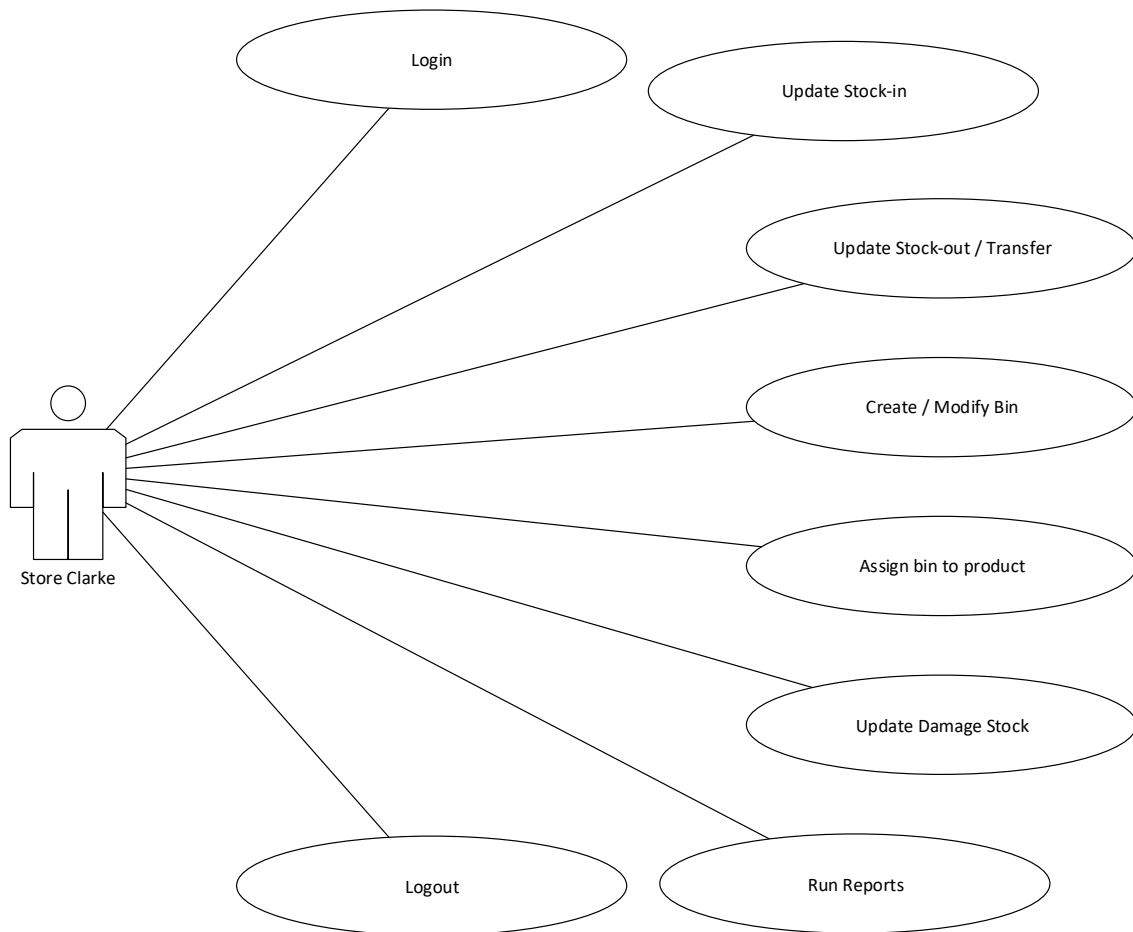 Login
Update Stock-in
Update Stock-out / Transfer
Create / Modify Bin
Store Clarke
Assign bin to product
Update Damage Stock
Logout
Run Reports